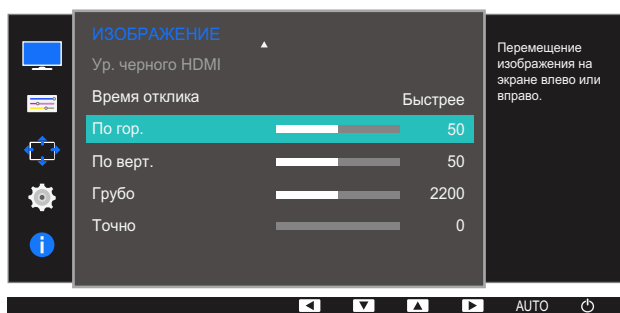 ИЗОБРАЖЕНИЕ
Ур. черного HDMI
Время отклика Быстрее
По гор. 50
По верт. 50
Грубо 2200
Точно 0
Перемещение
изображения на
экране влево или
вправо.
AUTO